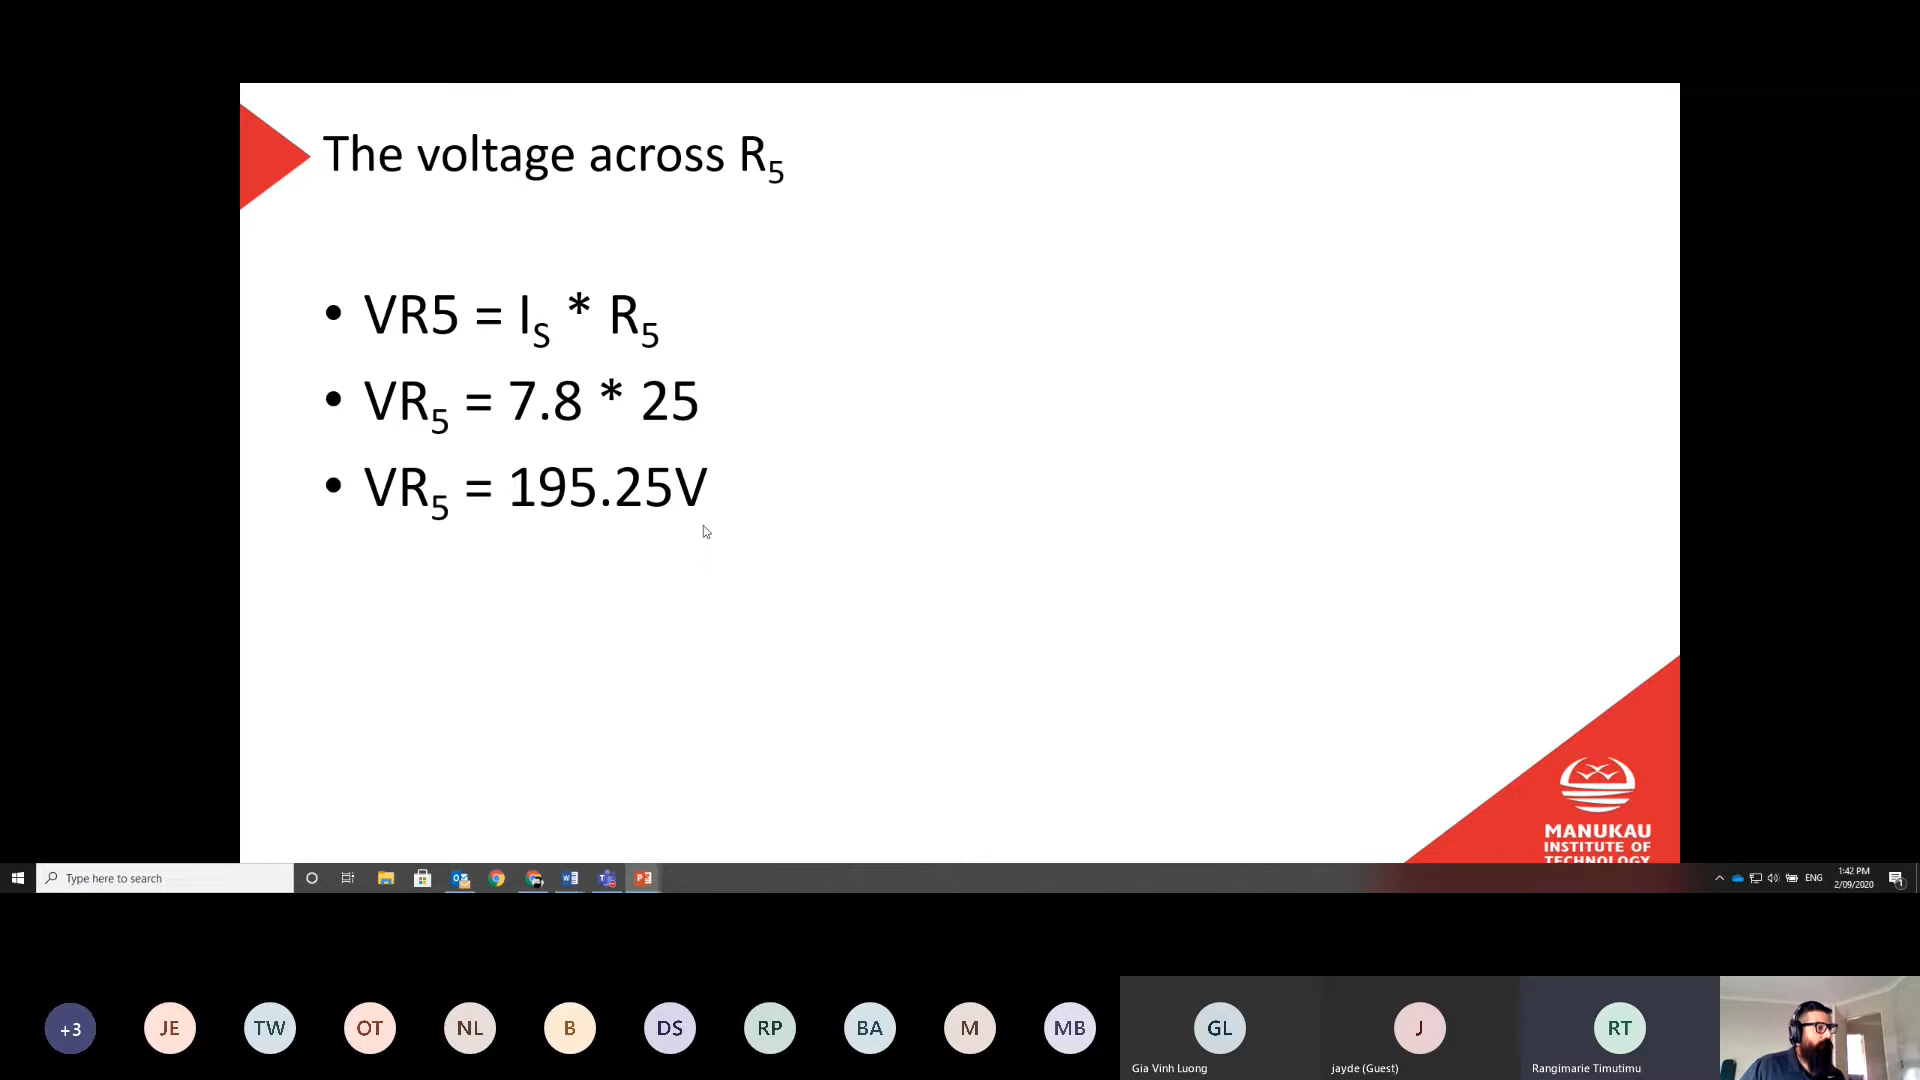 The voltage across R5
• VR5 = IS * R5
• VR5 = 7.8 * 25
• VR5 = 195.25V
MANUKAU
INSTITUTE OF
TECHNOLOGY
Type here to search
ENG
1:42 PM
2/09/2020
1
+3
JE
TW
OT
NL
B
DS
RP
BA
M
MB
GL
J
RT
Gia Vinh Luong
jayde (Guest)
Rangimarie Timutimu